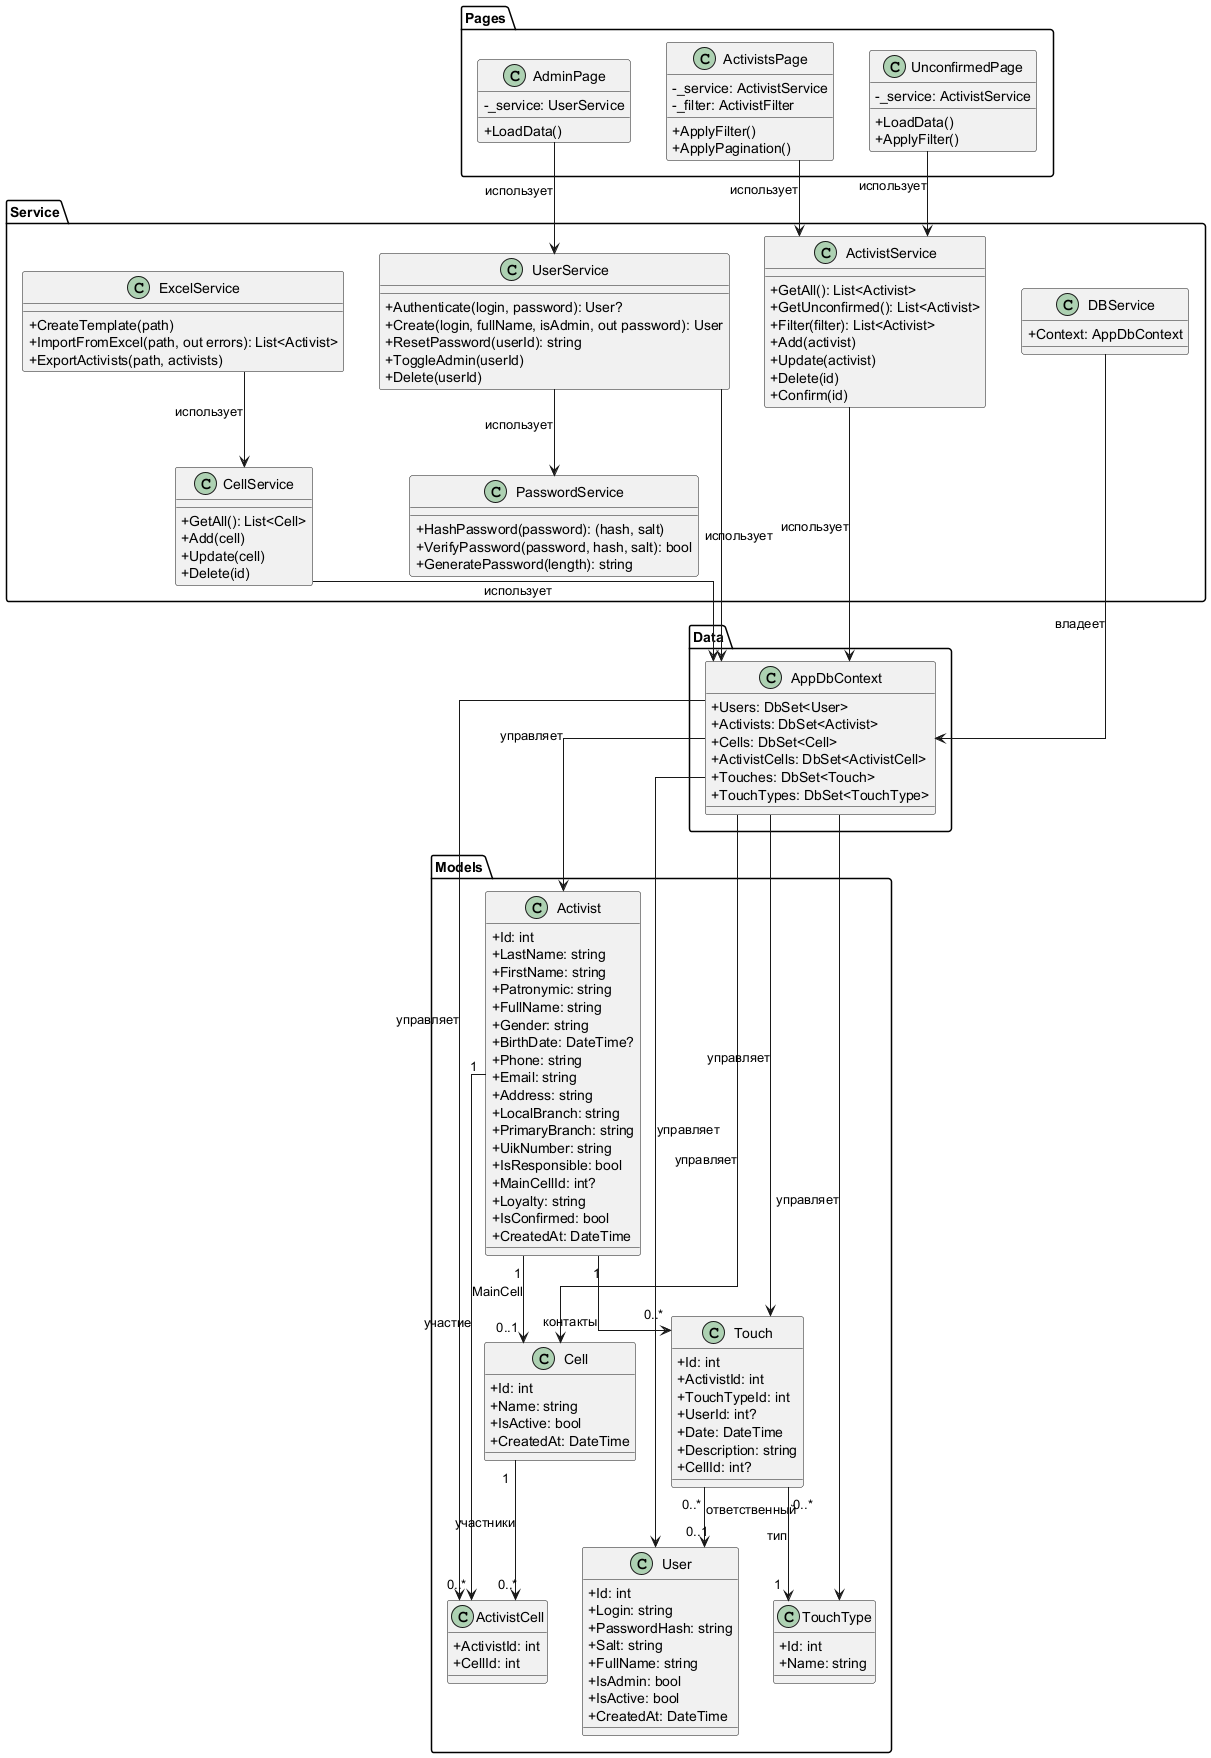 Pages
C AdminPage
-_service: UserService
+LoadData()
C ActivistsPage
-_service: ActivistService
-_filter: ActivistFilter
+ApplyFilter()
+ApplyPagination()
C UnconfirmedPage
-_service: ActivistService
+LoadData()
+ApplyFilter()
использует
использует
использует
Service
C ExcelService
+CreateTemplate(path)
+ImportFromExcel(path, out errors): List<Activist>
+ExportActivists(path, activists)
C UserService
+Authenticate(login, password): User?
+Create(login, fullName, isAdmin, out password): User
+ResetPassword(userId): string
+ToggleAdmin(userId)
+Delete(userId)
C ActivistService
+GetAll(): List<Activist>
+GetUnconfirmed(): List<Activist>
+Filter(filter): List<Activist>
+Add(activist)
+Update(activist)
+Delete(id)
+Confirm(id)
C DBService
+Context: AppDbContext
использует
использует
C CellService
+GetAll(): List<Cell>
+Add(cell)
+Update(cell)
+Delete(id)
C PasswordService
+HashPassword(password): (hash, salt)
+VerifyPassword(password, hash, salt): bool
+GeneratePassword(length): string
использует
использует
использует
владеет
Data
C AppDbContext
+Users: DbSet<User>
+Activists: DbSet<Activist>
+Cells: DbSet<Cell>
+ActivistCells: DbSet<ActivistCell>
+Touches: DbSet<Touch>
+TouchTypes: DbSet<TouchType>
управляет
Models
C Activist
+Id: int
+LastName: string
+FirstName: string
+Patronymic: string
+FullName: string
+Gender: string
+BirthDate: DateTime?
+Phone: string
+Email: string
+Address: string
+LocalBranch: string
+PrimaryBranch: string
+UikNumber: string
+IsResponsible: bool
+MainCellId: int?
+Loyalty: string
+IsConfirmed: bool
+CreatedAt: DateTime
управляет
управляет
управляет
управляет
управляет
1
1
MainCell
0..1
1
контакты
0..*
участие
C Cell
+Id: int
+Name: string
+IsActive: bool
+CreatedAt: DateTime
C Touch
+Id: int
+ActivistId: int
+TouchTypeId: int
+UserId: int?
+Date: DateTime
+Description: string
+CellId: int?
1
участники
0..*
0..*
0..*
ответственный
0..1
0..*
тип
1
C ActivistCell
+ActivistId: int
+CellId: int
C User
+Id: int
+Login: string
+PasswordHash: string
+Salt: string
+FullName: string
+IsAdmin: bool
+IsActive: bool
+CreatedAt: DateTime
C TouchType
+Id: int
+Name: string